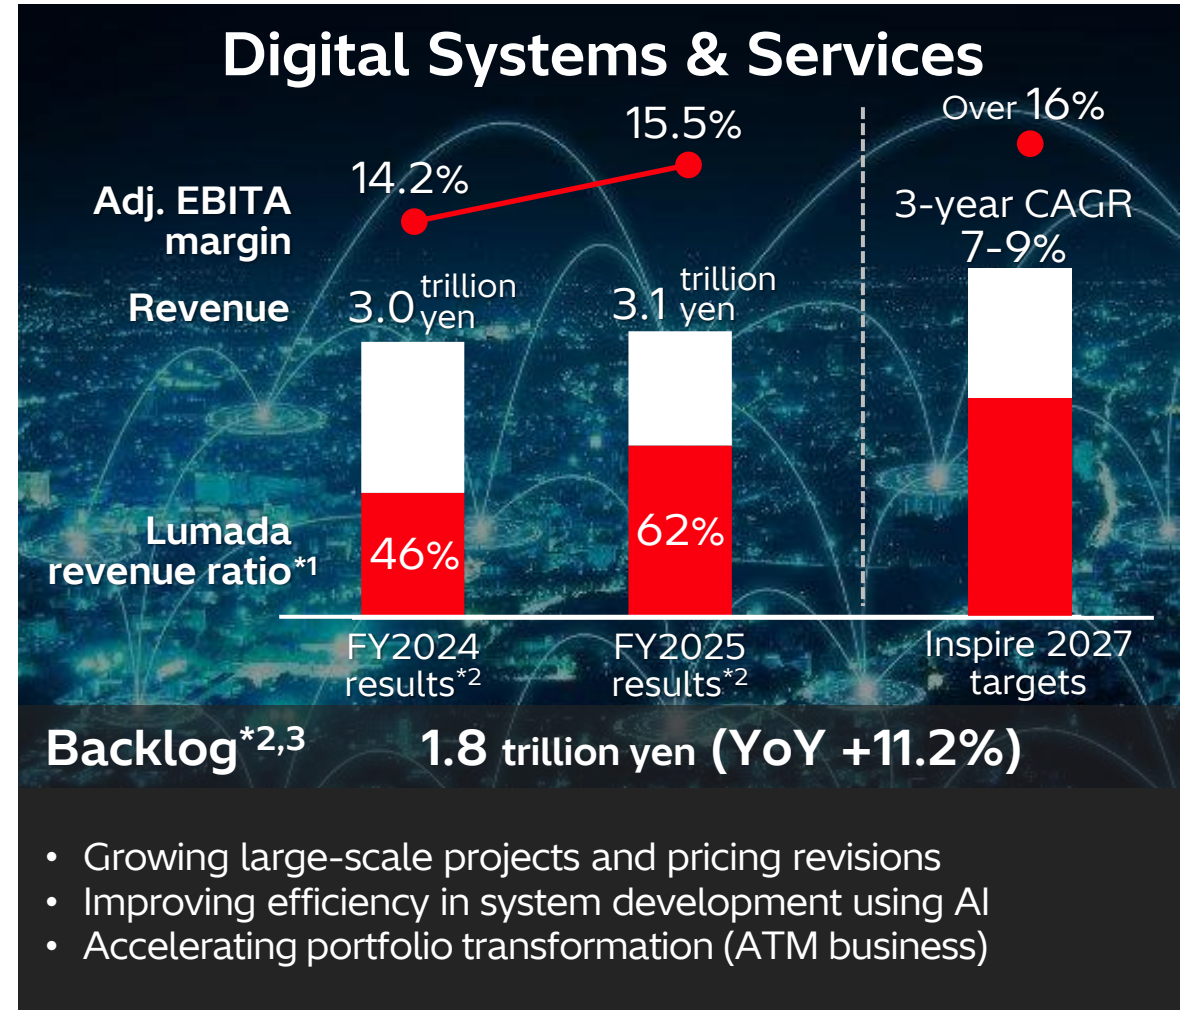 Digital Systems & Services
Adj. EBITA
margin
14.2%
15.5%
Over 16%
3-year CAGR
7-9%
Revenue
3.0 trillion
yen
3.1 trillion
yen
Lumada
revenue ratio*1
46%
62%
FY2024
results*2
FY2025
results*2
Inspire 2027
targets
Backlog*2,3 1.8 trillion yen (YoY +11.2%)
• Growing large-scale projects and pricing revisions
• Improving efficiency in system development using AI
• Accelerating portfolio transformation (ATM business)